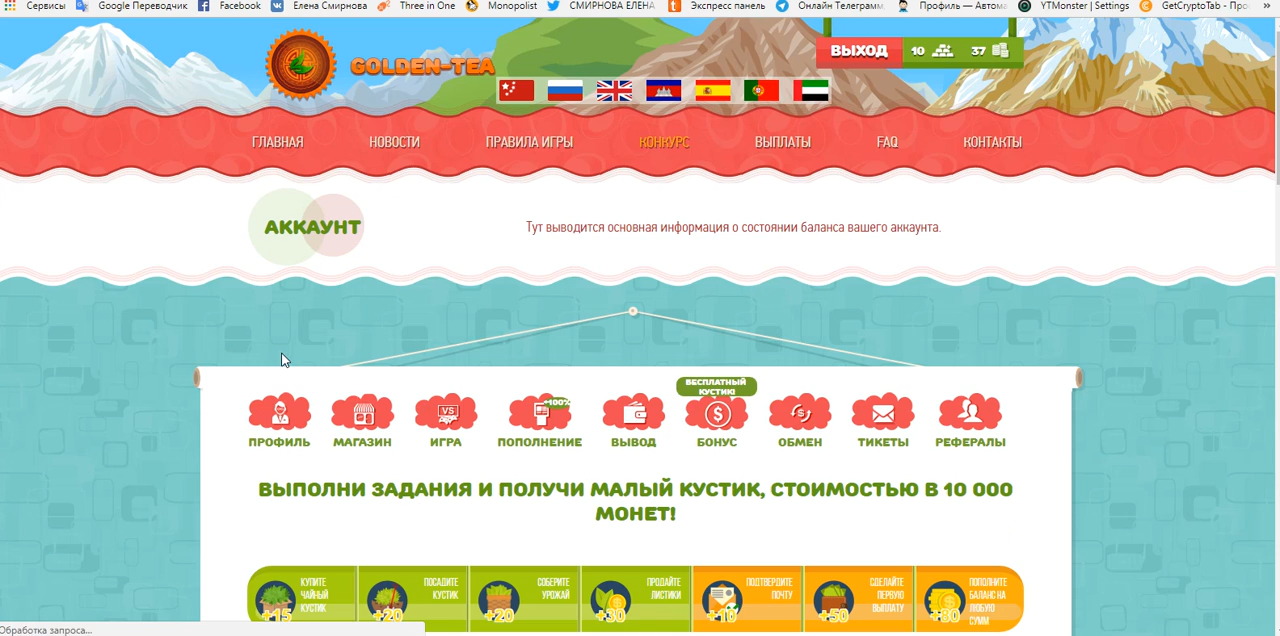 Сервисы Google Переводчик Facebook Елена Смирнова Three in One Monopolist СМИРНОВА ЕЛЕНА Экспресс панель Онлайн Телеграмм, Профиль — Автома YTMonster | Settings GetCryptoTab - Про »
GOLDEN-TEA
ВЫХОД 10 37
ГЛАВНАЯ НОВОСТИ ПРАВИЛА ИГРЫ КОНКУРС ВЫПЛАТЫ FAQ КОНТАКТЫ
АККАУНТ
Тут выводится основная информация о состоянии баланса вашего аккаунта.
БЕСПЛАТНЫЙ
КУСТИК!
VS
+100%
ПРОФИЛЬ МАГАЗИН ИГРА ПОПОЛНЕНИЕ ВЫВОД БОНУС ОБМЕН ТИКЕТЫ РЕФЕРАЛЫ
ВЫПОЛНИ ЗАДАНИЯ И ПОЛУЧИ МАЛЫЙ КУСТИК, СТОИМОСТЬЮ В 10 000
МОНЕТ!
КУПИТЕ
ЧАЙНЫЙ
КУСТИК
+15
ПОСАДИТЕ
КУСТИК
+20
СОБЕРИТЕ
УРОЖАЙ
+20
ПРОДАЙТЕ
ЛИСТИКИ
+30
ПОДТВЕРДИТЕ
ПОЧТУ
+10
СДЕЛАЙТЕ
ПЕРВУЮ
ВЫПЛАТУ
+50
ПОПОЛНИТЕ
БАЛАНС НА
ЛЮБУЮ
СУММ
+80
Обработка запроса...